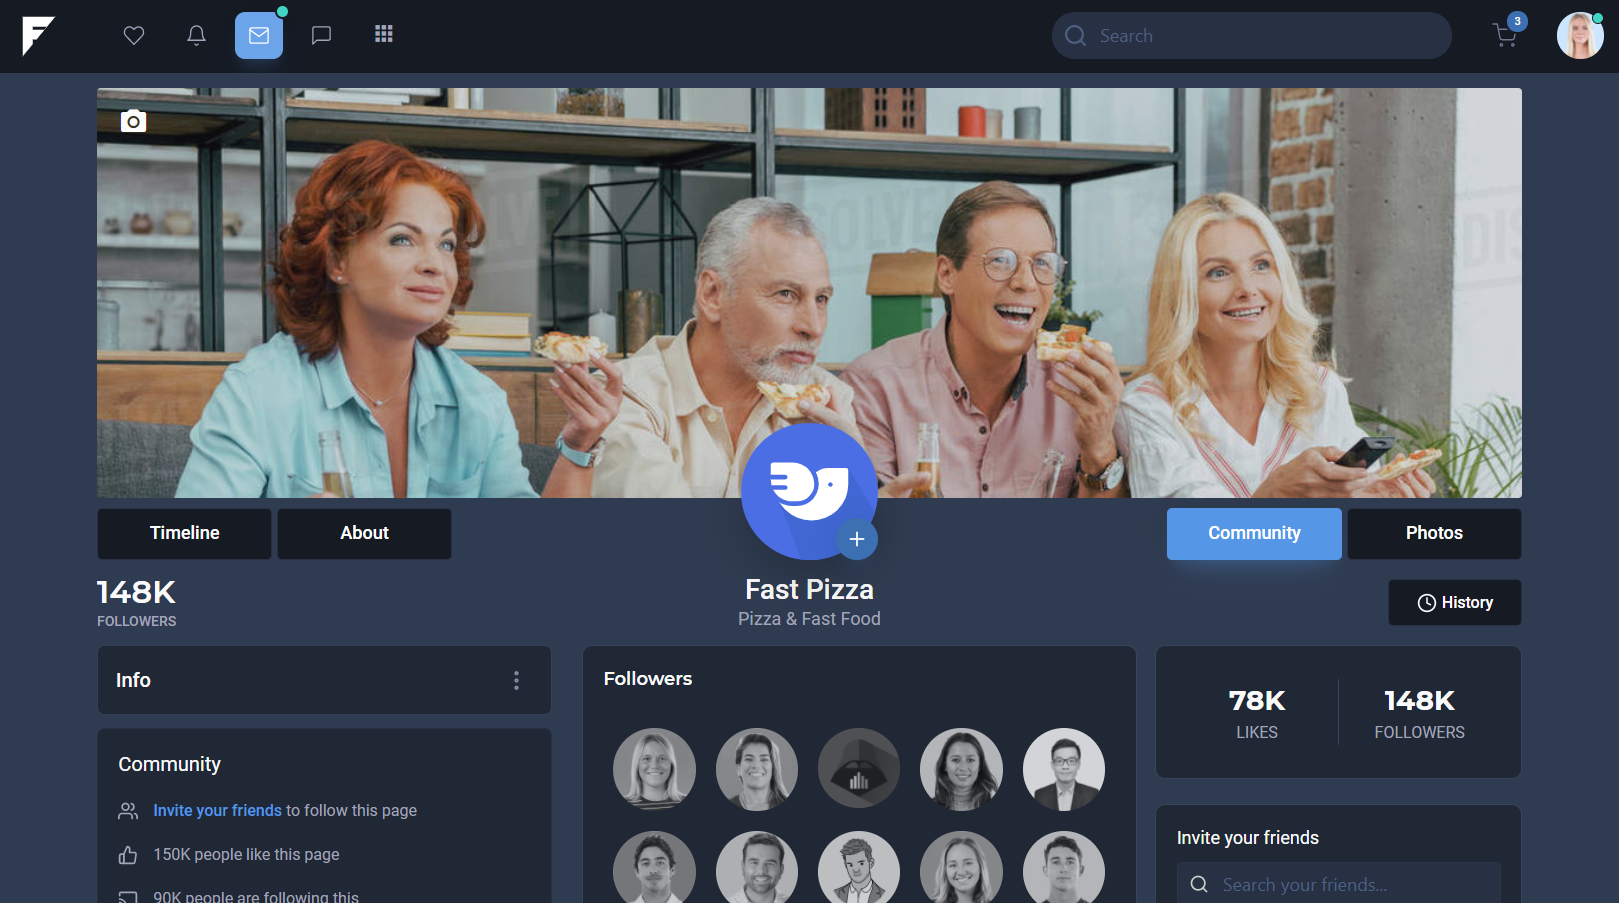 Search
3
SOLVE
DIS
Timeline
About
Community
Photos
148K
FOLLOWERS
Fast Pizza
Pizza & Fast Food
History
Info
Followers
78K
LIKES
148K
FOLLOWERS
Community
Invite your friends to follow this page
150K people like this page
90K people are following this
Invite your friends
Search your friends...